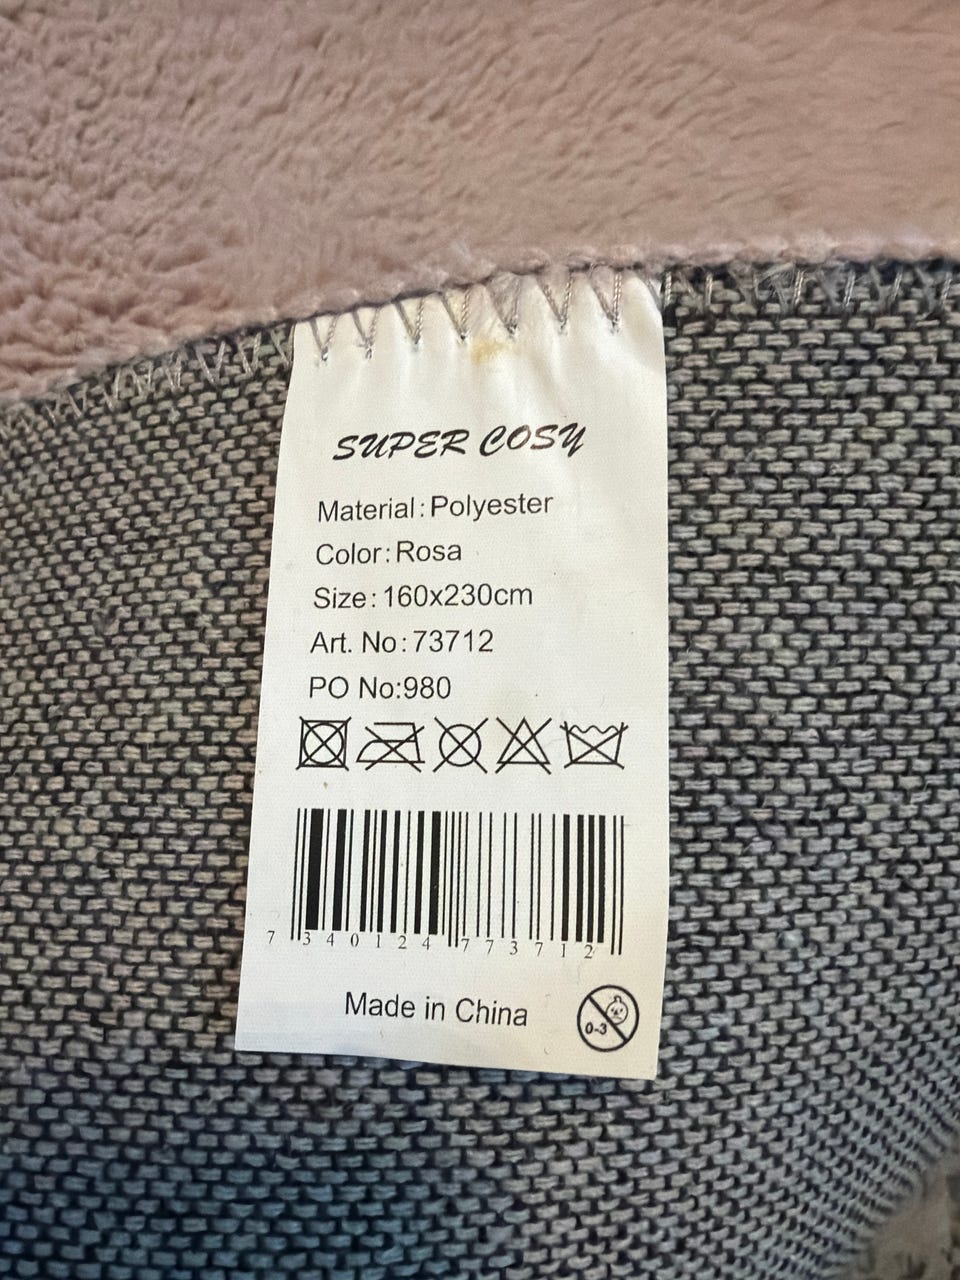 SUPER COSY
Material: Polyester
Color: Rosa
Size: 160x230cm
Art. No: 73712
PO No:980
7 340124 773712
Made in China
0-3